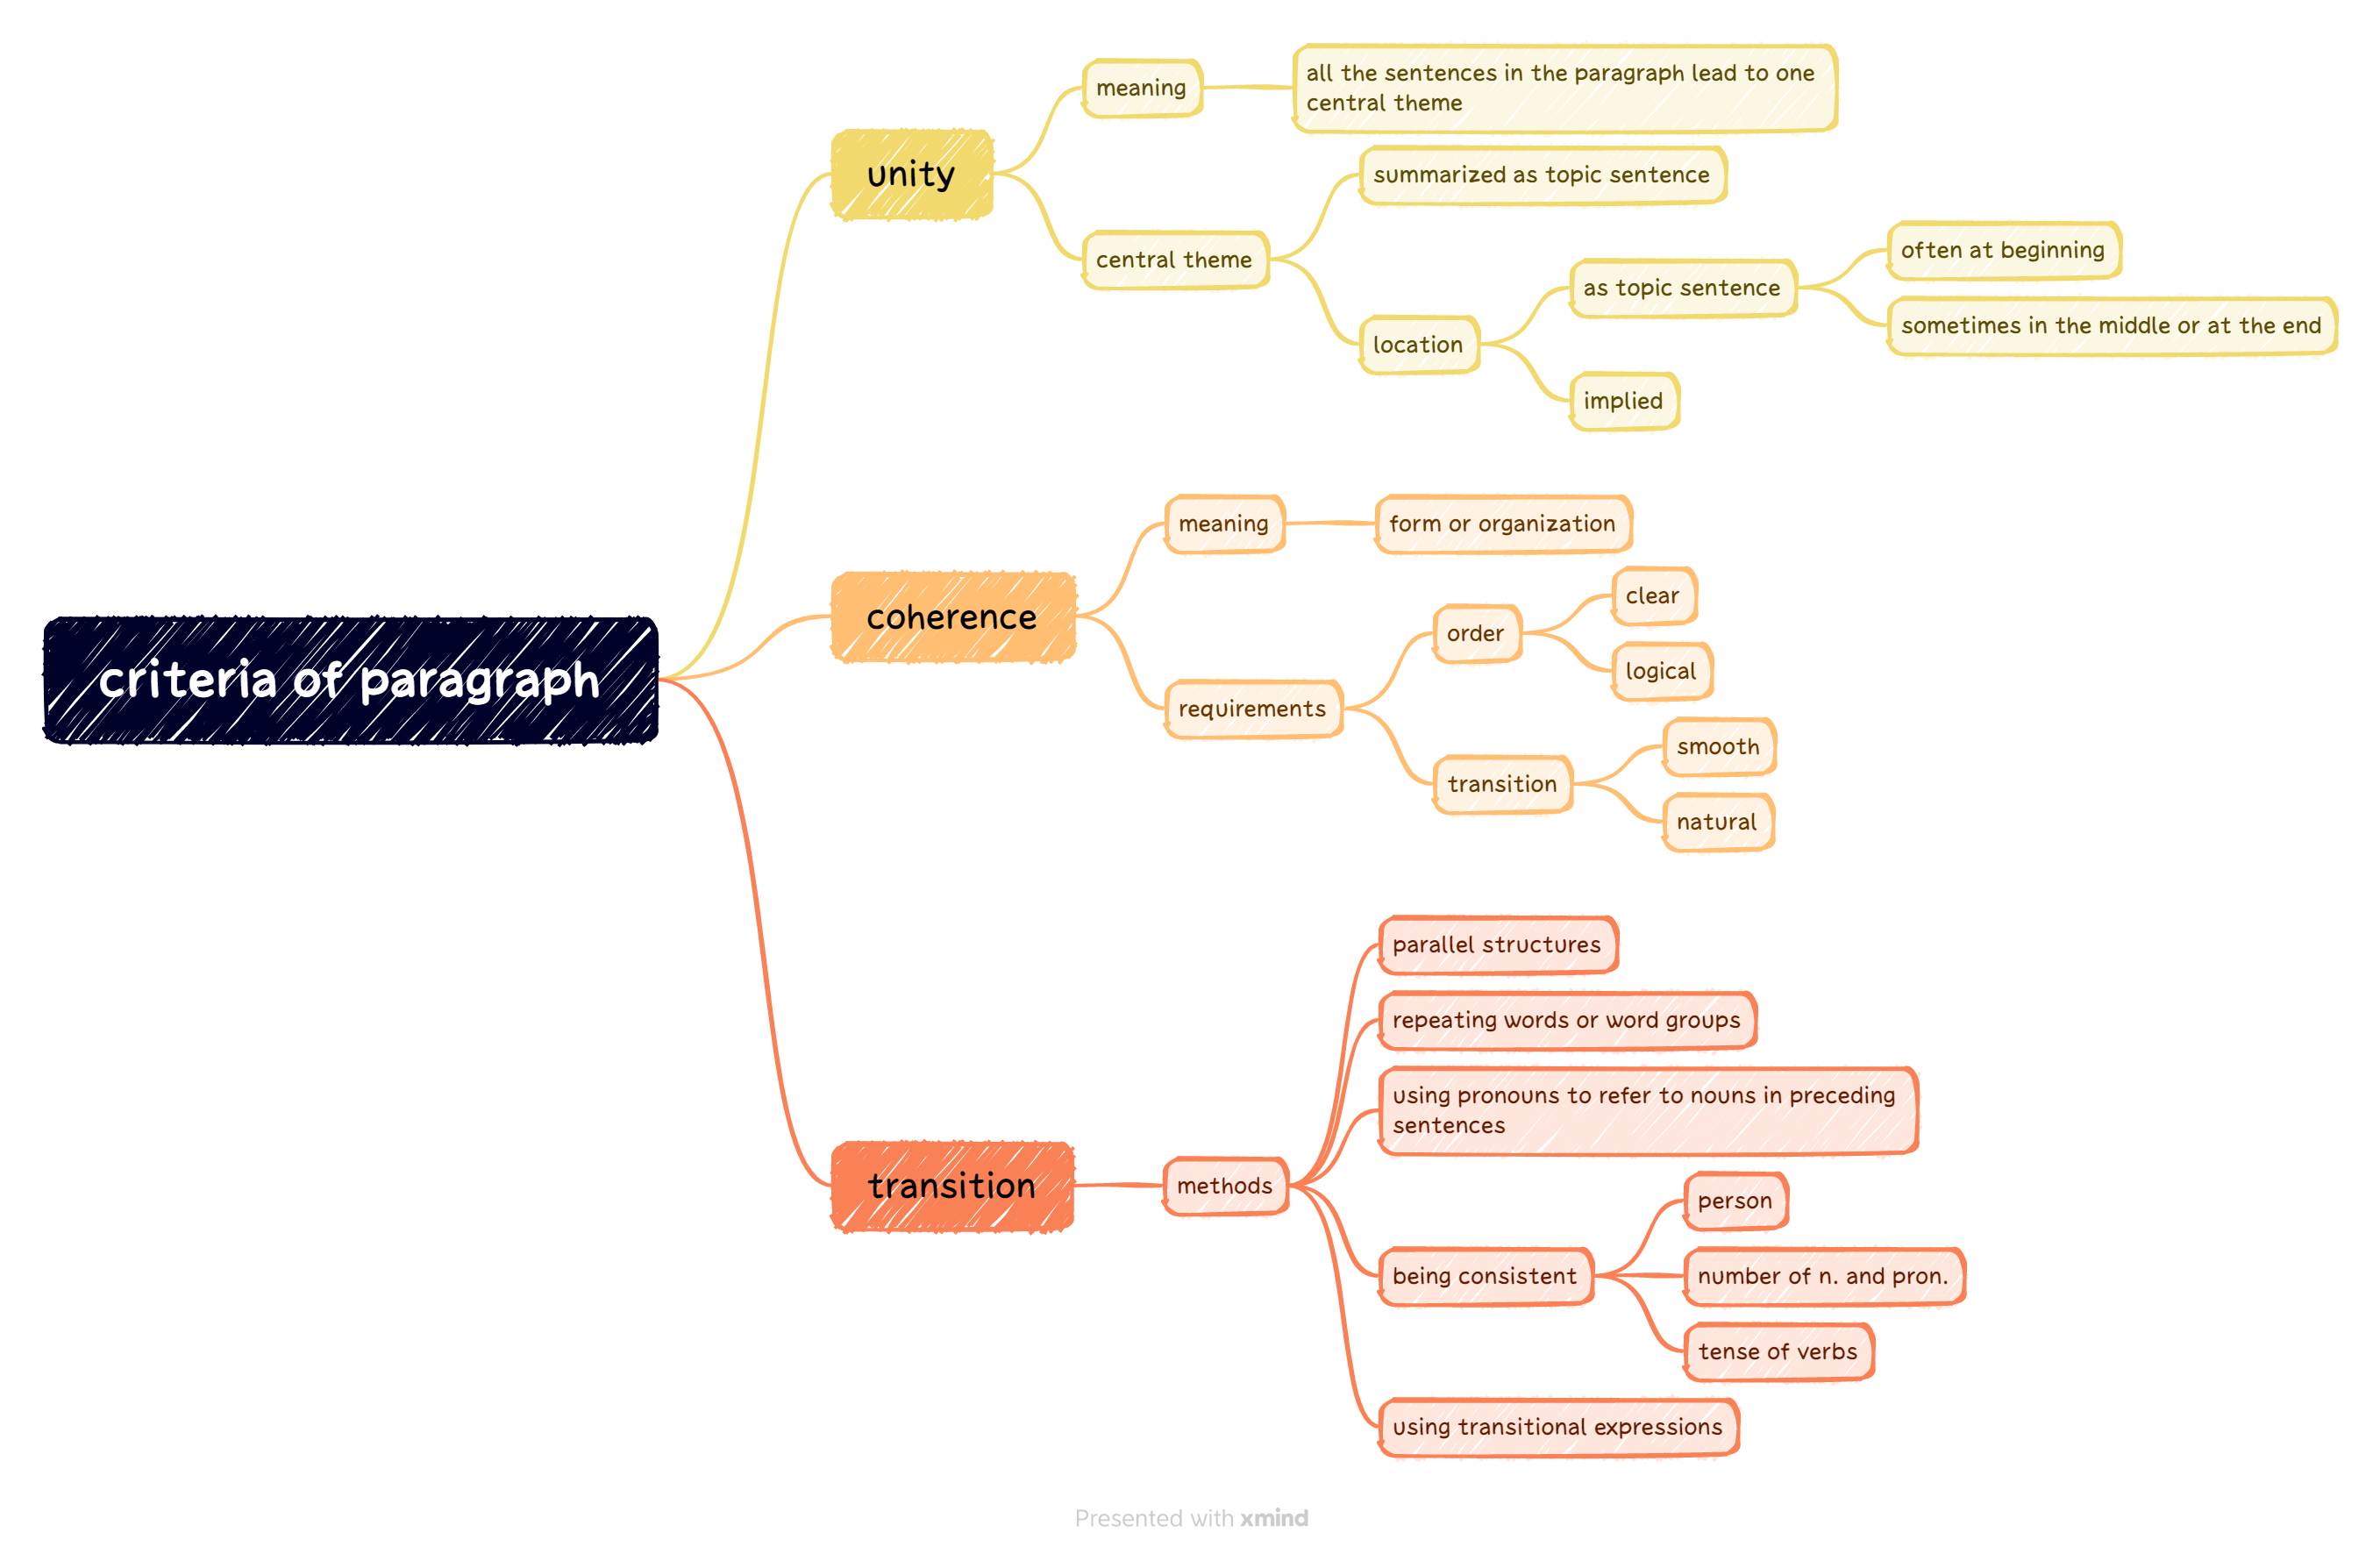 criteria of paragraph
unity
meaning
all the sentences in the paragraph lead to one
central theme
central theme
summarized as topic sentence
location
as topic sentence
often at beginning
sometimes in the middle or at the end
implied
coherence
meaning
form or organization
requirements
order
clear
logical
transition
smooth
natural
transition
methods
parallel structures
repeating words or word groups
using pronouns to refer to nouns in preceding
sentences
being consistent
person
number of n. and pron.
tense of verbs
using transitional expressions
Presented with xmind